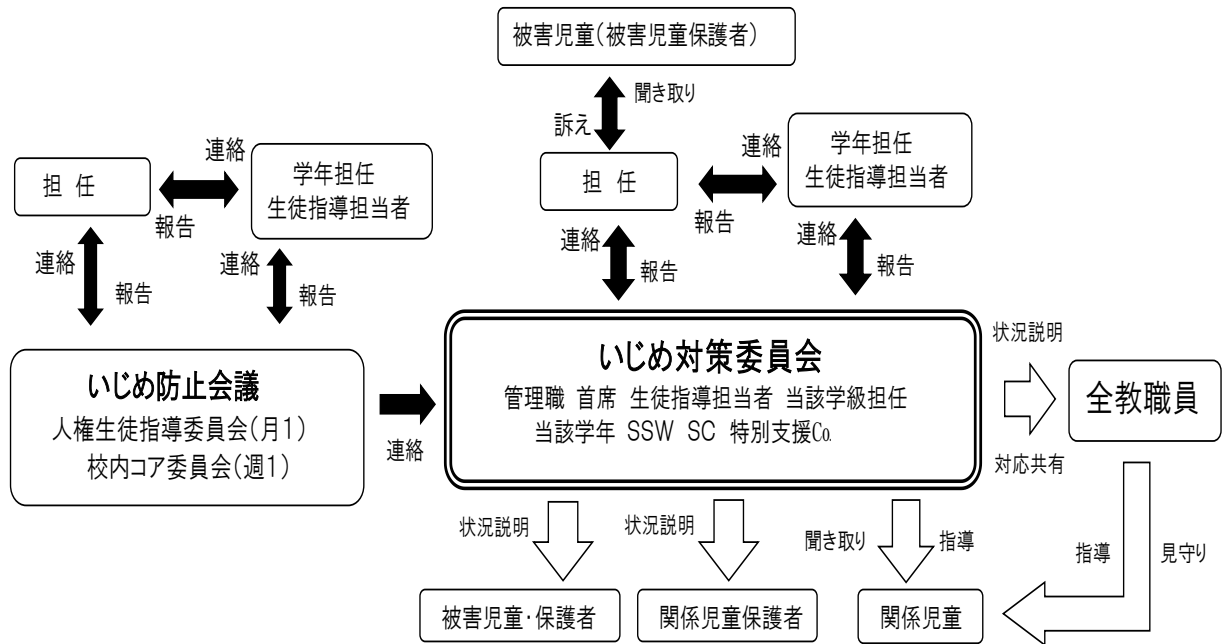 被害児童(被害児童保護者)
聞き取り
訴え
連絡
担 任
学年担任
生徒指導担当者
報告
連絡
報告
連絡
報告
連絡
担 任
学年担任
生徒指導担当者
報告
連絡
報告
連絡
報告
いじめ防止会議
人権生徒指導委員会(月1)
校内コア委員会(週1)
連絡
いじめ対策委員会
管理職 首席 生徒指導担当者 当該学級担任
当該学年 SSW SC 特別支援Co.
状況説明
対応共有
全教職員
状況説明
状況説明
聞き取り
指導
指導
見守り
被害児童・保護者
関係児童保護者
関係児童